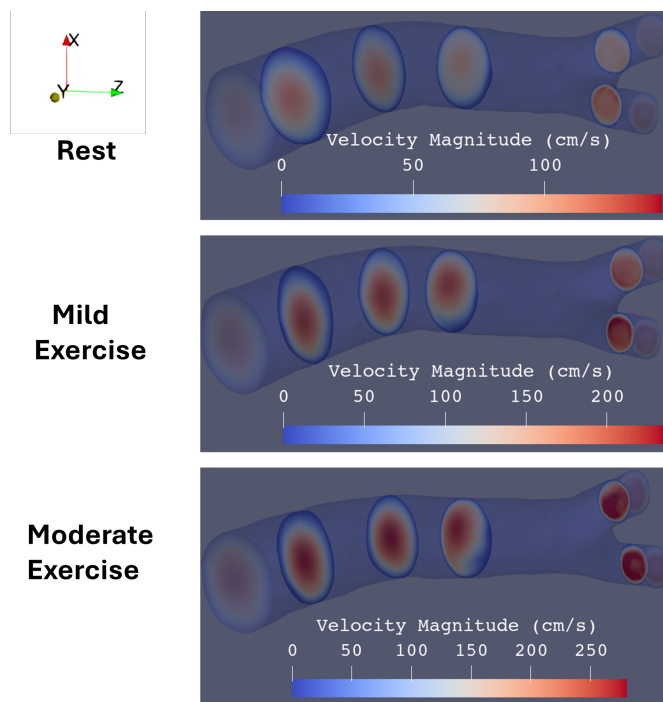 X
Y
Z
Rest
Velocity Magnitude (cm/s)
0 50 100
Mild
Exercise
Velocity Magnitude (cm/s)
0 50 100 150 200
Moderate
Exercise
Velocity Magnitude (cm/s)
0 50 100 150 200 250